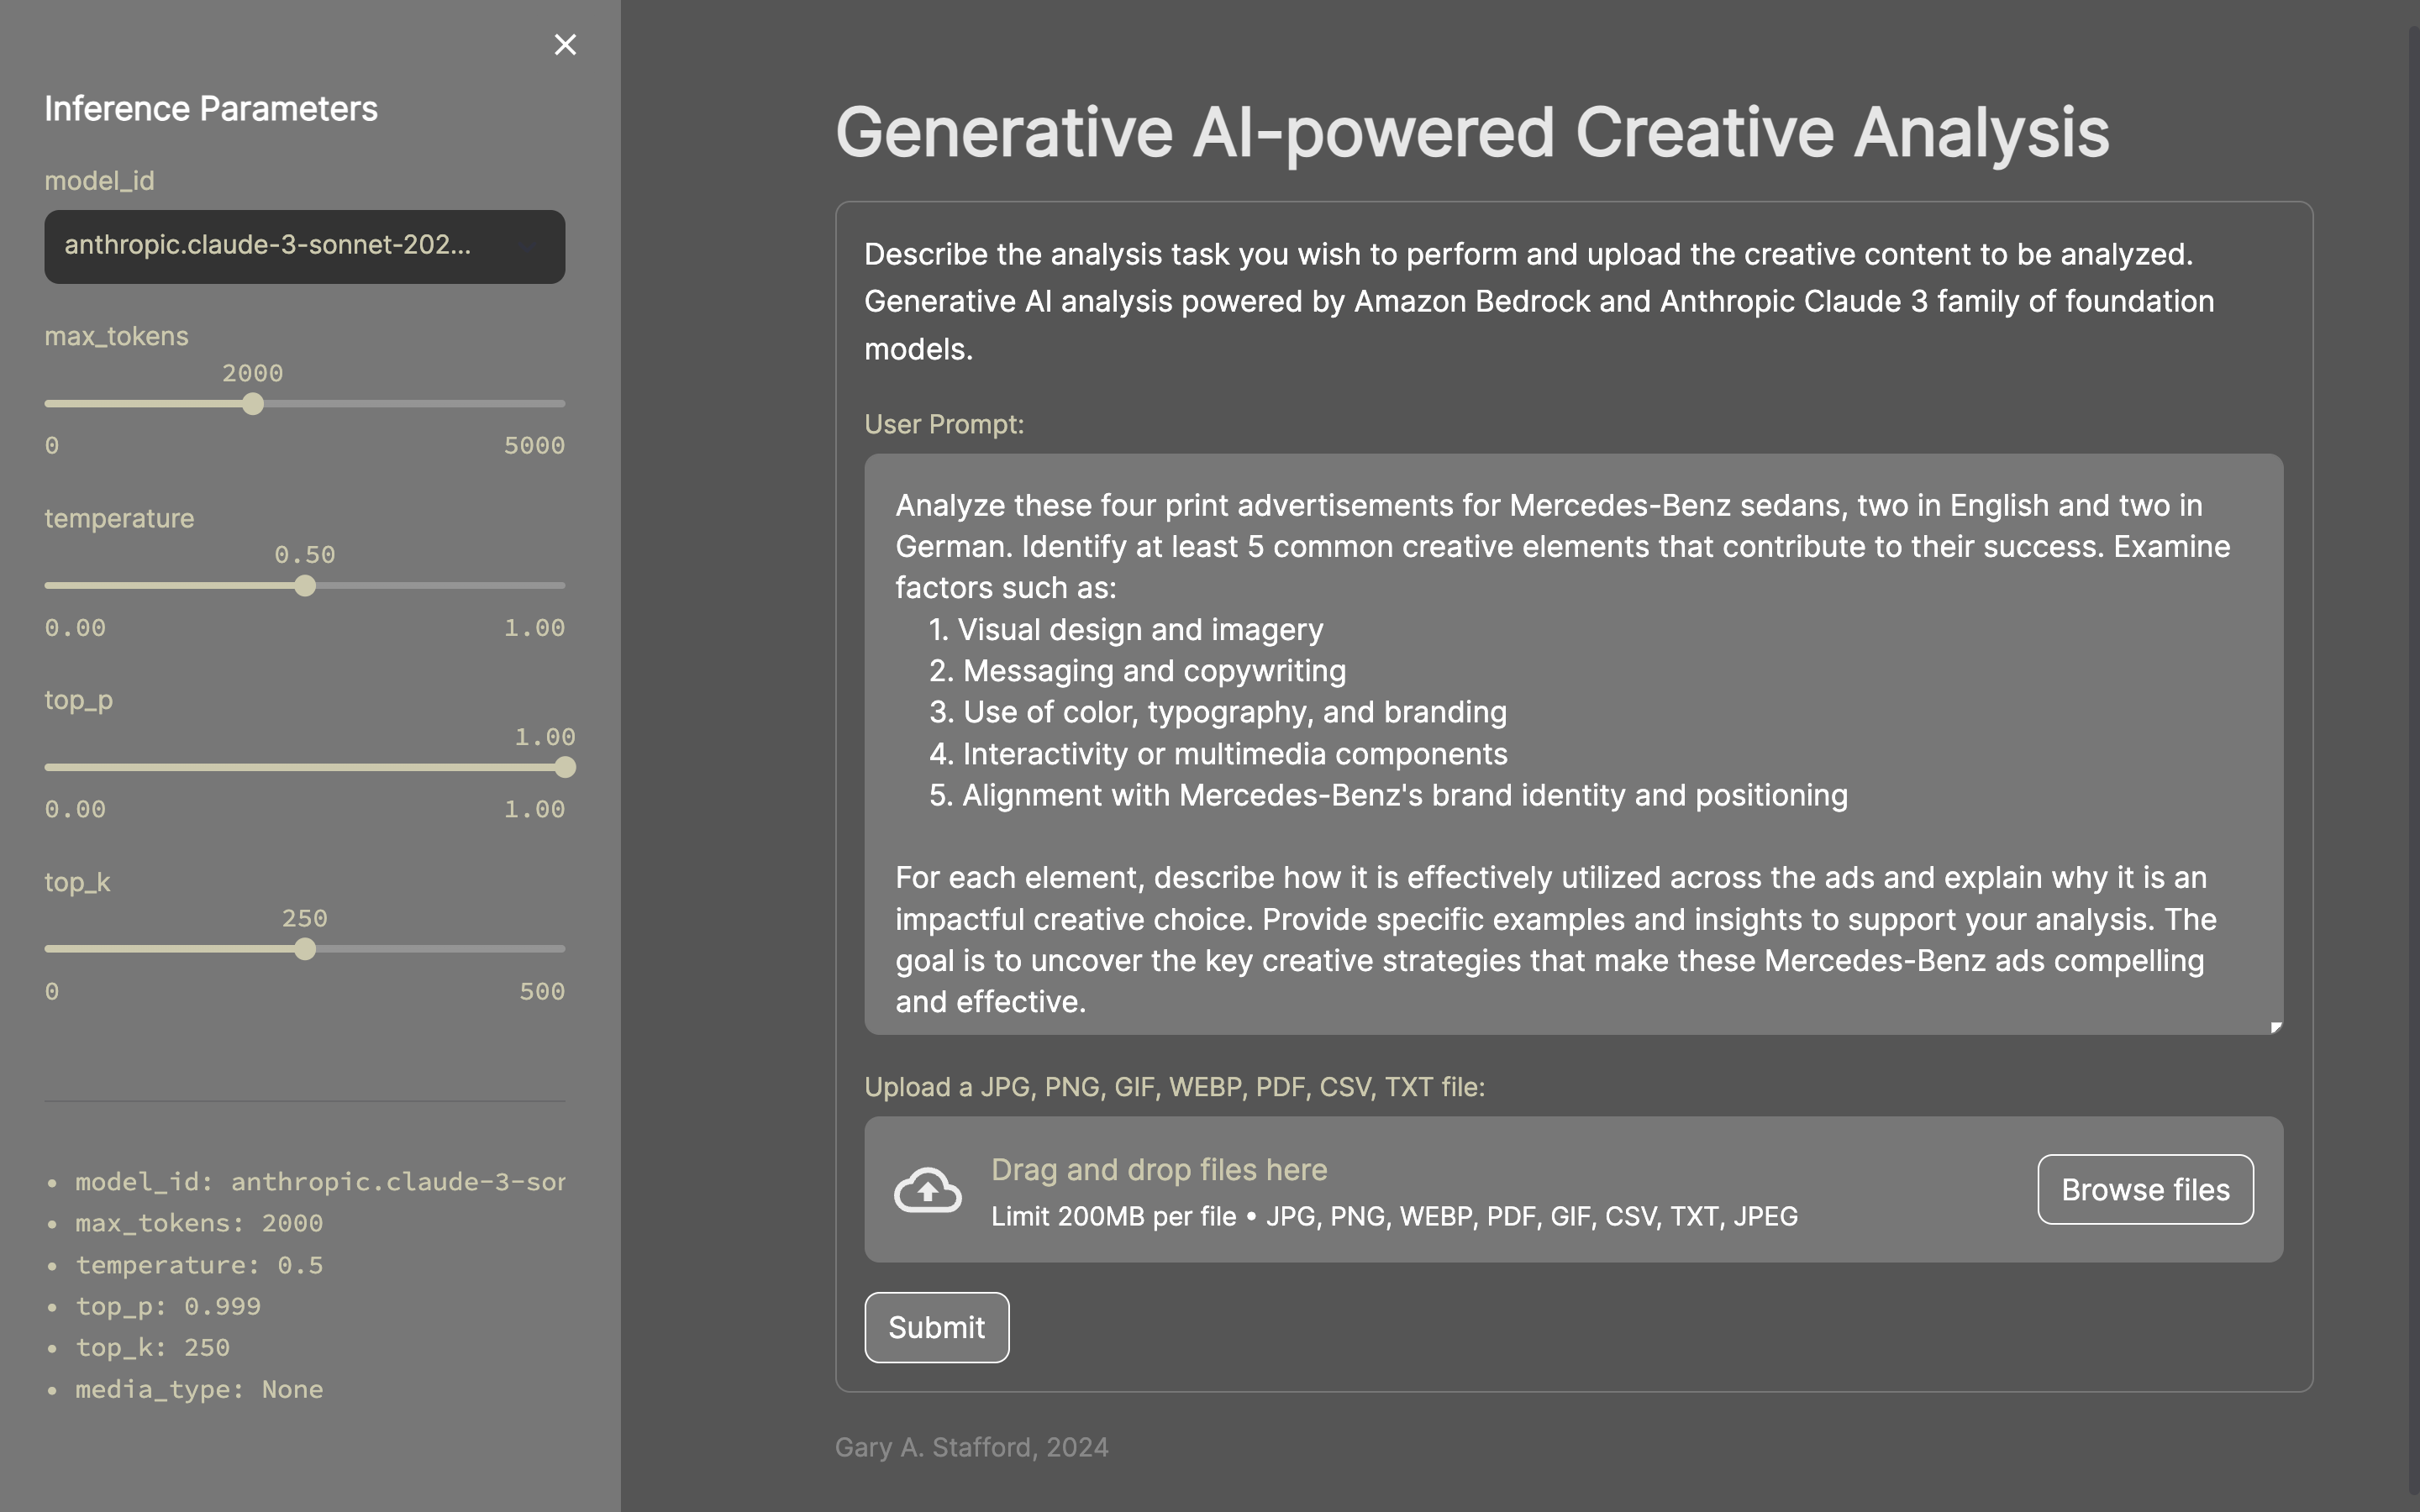 Inference Parameters
model_id
anthropic.claude-3-sonnet-202...
max_tokens
2000
0 5000
temperature
0.50
0.00 1.00
top_p
1.00
0.00 1.00
top_k
250
0 500
• model_id: anthropic.claude-3-sor
• max_tokens: 2000
• temperature: 0.5
• top_p: 0.999
• top_k: 250
• media_type: None
Generative AI-powered Creative Analysis
Describe the analysis task you wish to perform and upload the creative content to be analyzed.
Generative AI analysis powered by Amazon Bedrock and Anthropic Claude 3 family of foundation
models.
User Prompt:
Analyze these four print advertisements for Mercedes-Benz sedans, two in English and two in
German. Identify at least 5 common creative elements that contribute to their success. Examine
factors such as:
1. Visual design and imagery
2. Messaging and copywriting
3. Use of color, typography, and branding
4. Interactivity or multimedia components
5. Alignment with Mercedes-Benz's brand identity and positioning
For each element, describe how it is effectively utilized across the ads and explain why it is an
impactful creative choice. Provide specific examples and insights to support your analysis. The
goal is to uncover the key creative strategies that make these Mercedes-Benz ads compelling
and effective.
Upload a JPG, PNG, GIF, WEBP, PDF, CSV, TXT file:
Drag and drop files here
Limit 200MB per file • JPG, PNG, WEBP, PDF, GIF, CSV, TXT, JPEG
Browse files
Submit
Gary A. Stafford, 2024